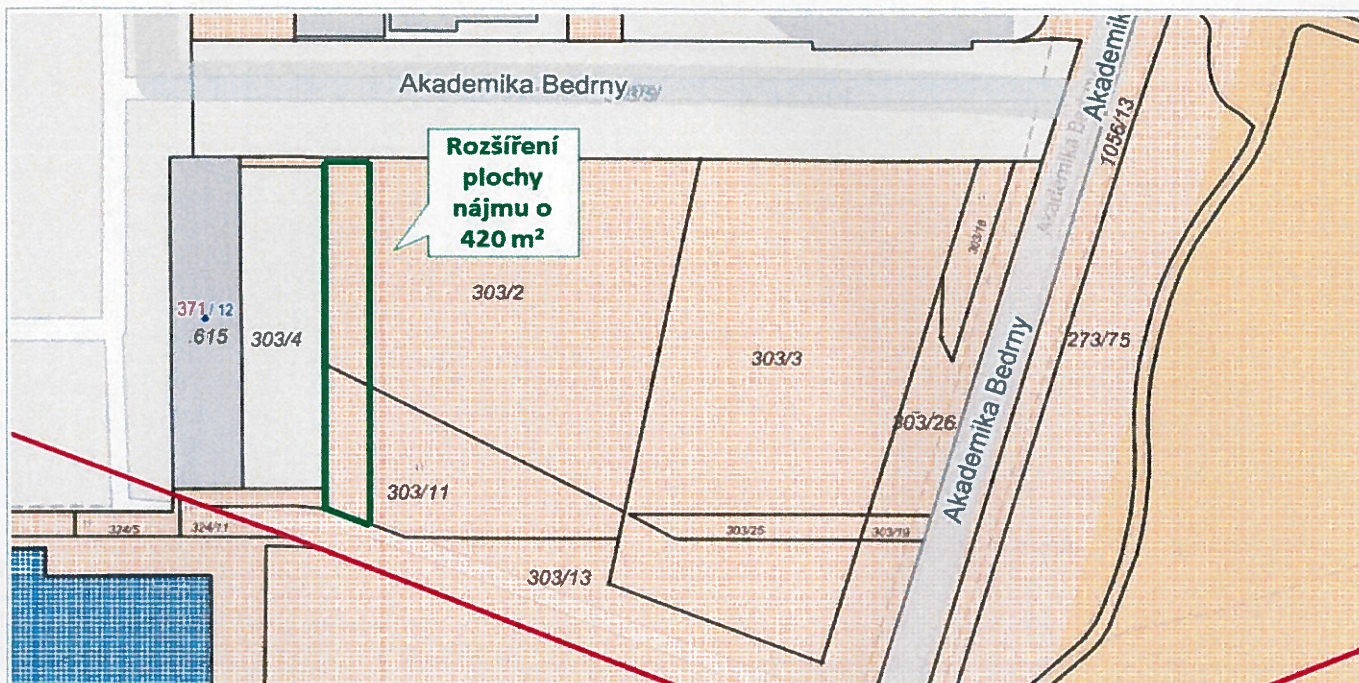 Akademika Bedrny
Akademik
1056/13
Rozšíření
plochy
nájmu o
420 m²
Akademika B
303/18
303/2
371 / 12
.615
303/4
303/3
273/75
303/26
Akademika Bedrny
303/11
324/5
324/11
303/25
303/19
303/13